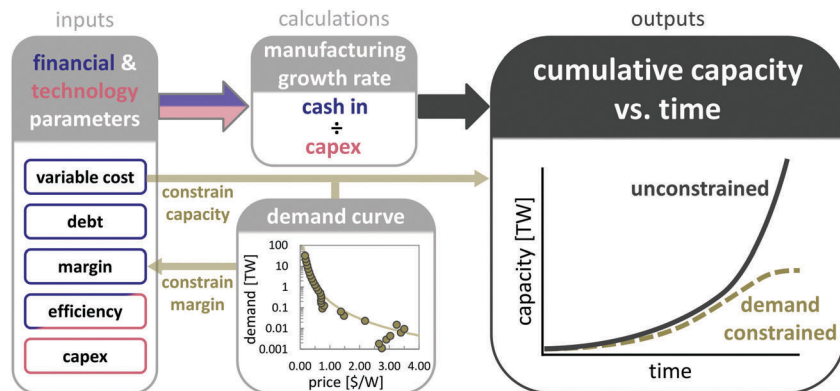 inputs
calculations
outputs
financial &
technology
parameters
variable cost
debt
margin
efficiency
capex
manufacturing
growth rate
cash in
÷
capex
constrain
capacity
constrain
margin
demand curve
demand [TW]
100
10
1
0.1
0.01
0.001
0.00 1.00 2.00 3.00 4.00
price [$/W]
cumulative capacity
vs. time
capacity [TW]
unconstrained
demand
constrained
time